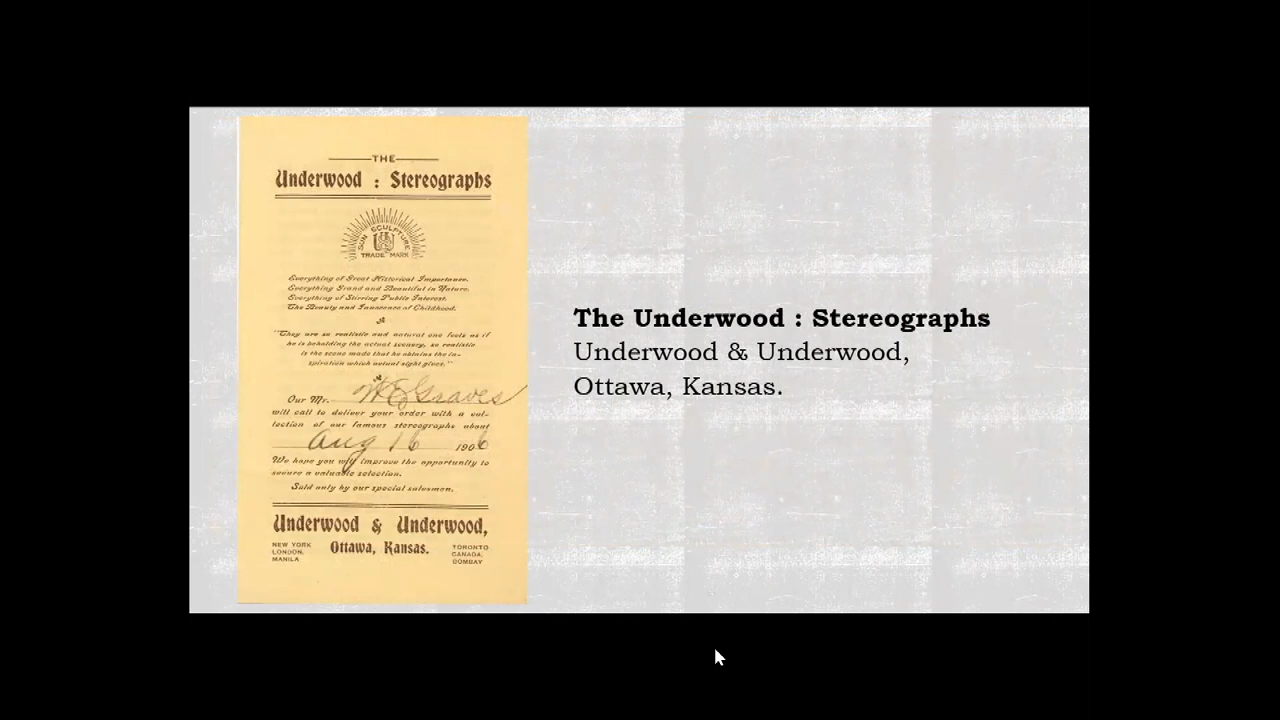 THE
Underwood : Stereographs
SUN SCULPTURE
U&U
TRADE MARK
Everything of Great Historical Importance.
Everything Grand and Beautiful in Nature.
Everything of Stirring Public Interest.
The Beauty and Innocence of Childhood.
"They are so realistic and natural one feels as if
he is beholding the actual scenery, so realistic
is the scene made that he obtains the in-
spiration which actual sight gives."
Our Mr. W E Graves
will call to deliver your order with a col-
lection of our famous stereographs about
Aug 16 1906
We hope you will improve the opportunity to
secure a valuable selection.
Sold only by our special salesmen.
Underwood & Underwood,
NEW YORK
LONDON,
MANILA
Ottawa, Kansas.
TORONTO
CANADA,
BOMBAY
The Underwood : Stereographs
Underwood & Underwood,
Ottawa, Kansas.